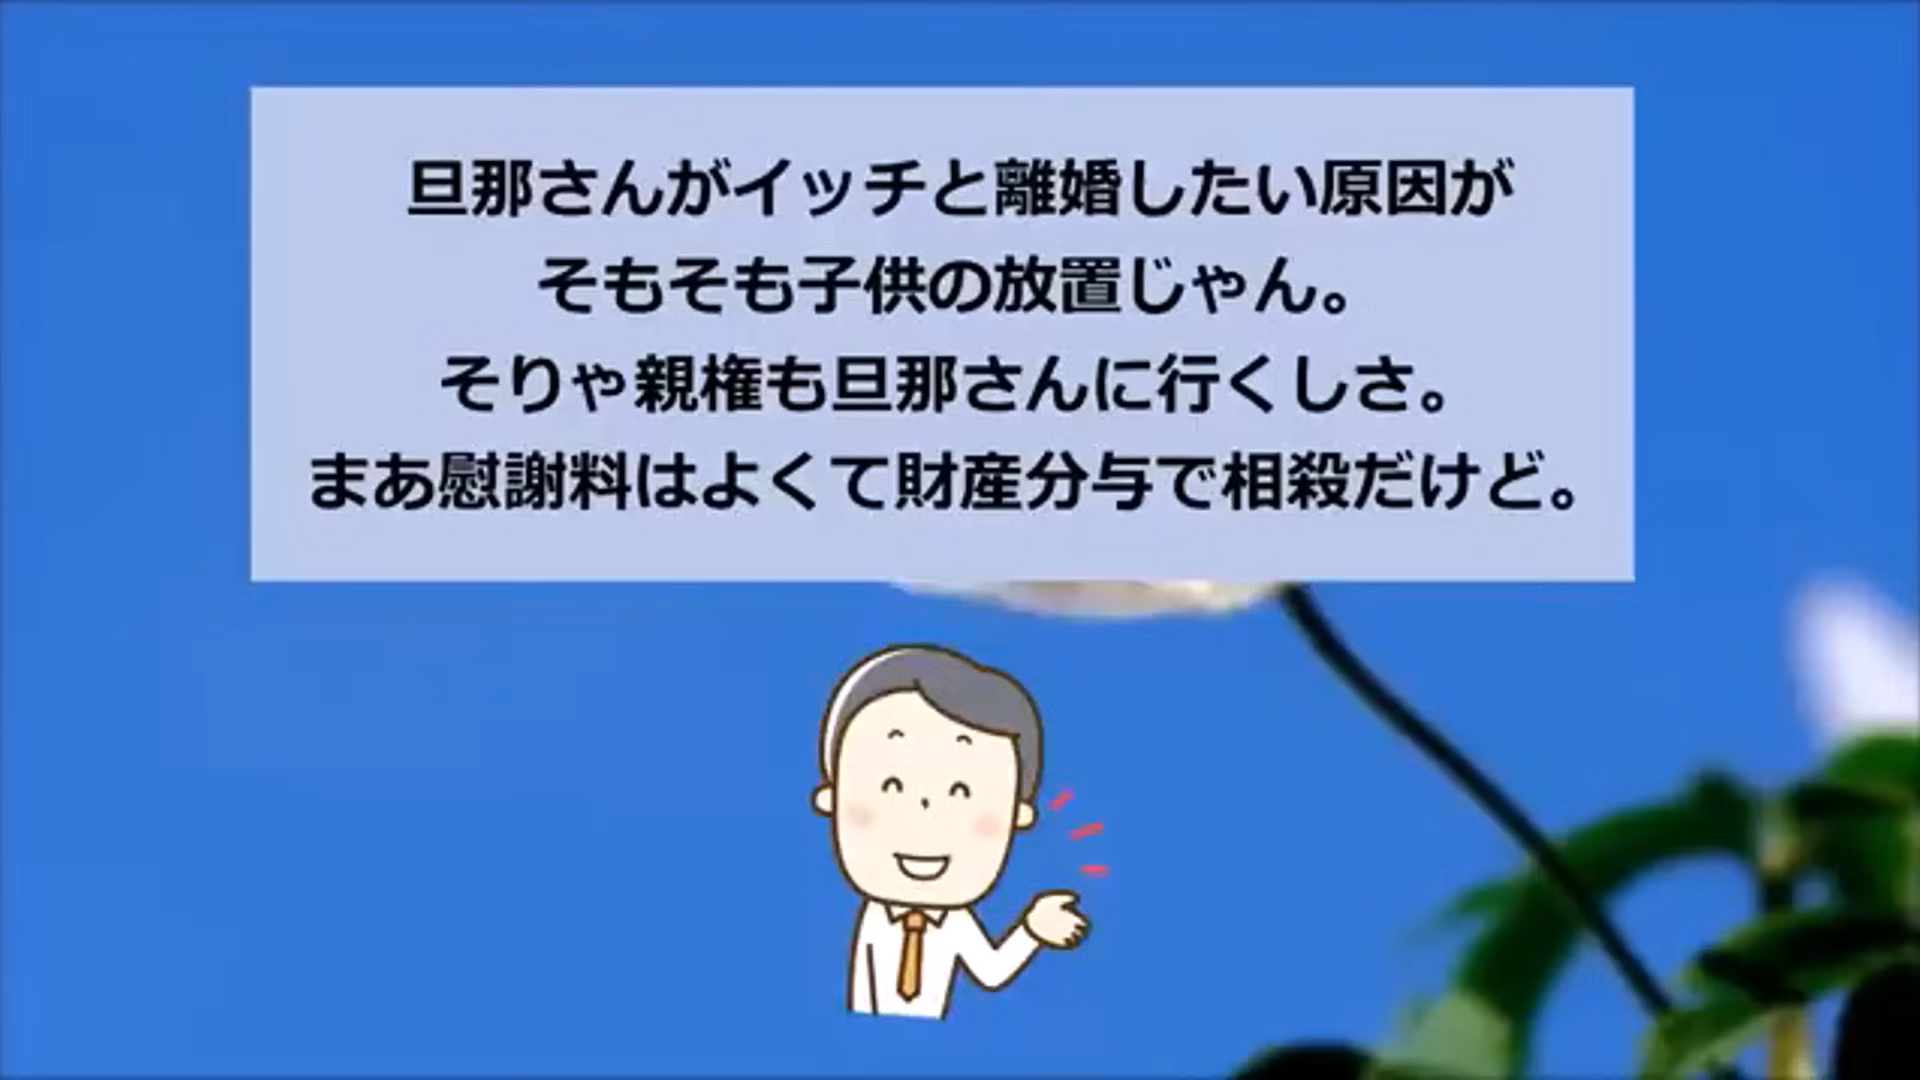 旦那さんがイッチと離婚したい原因が
そもそも子供の放置じゃん。
そりゃ親権も旦那さんに行くしさ。
まあ慰謝料はよくて財産分与で相殺だけど。